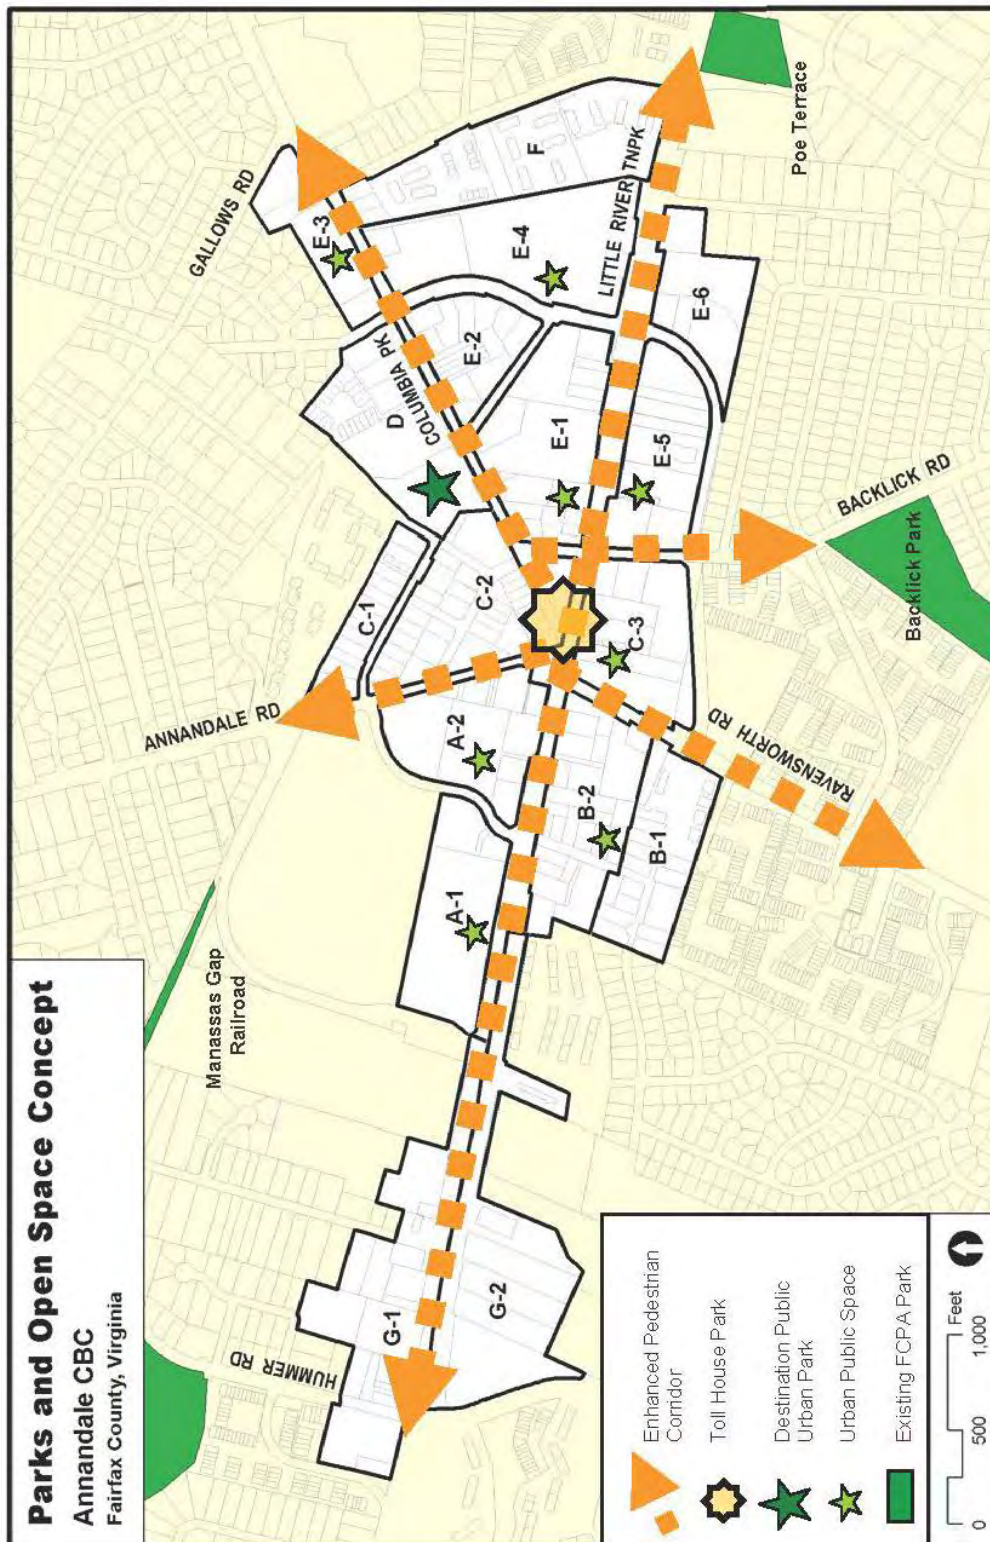 Parks and Open Space Concept
Annandale CBC
Fairfax County, Virginia
GALLOWS RD
ANNANDALE RD
HUMMER RD
Manassas Gap
Railroad
COLUMBIA PK
LITTLE RIVER TNPK
Poe Terrace
BACKLICK RD
Backlick Park
RAVENSWORTH RD
G-1
G-2
A-1
A-2
B-1
B-2
C-1
C-2
C-3
D
E-1
E-2
E-3
E-4
E-5
E-6
F
Enhanced Pedestrian
Corridor
Toll House Park
Destination Public
Urban Park
Urban Public Space
Existing FCPA Park
0 500 1,000
Feet